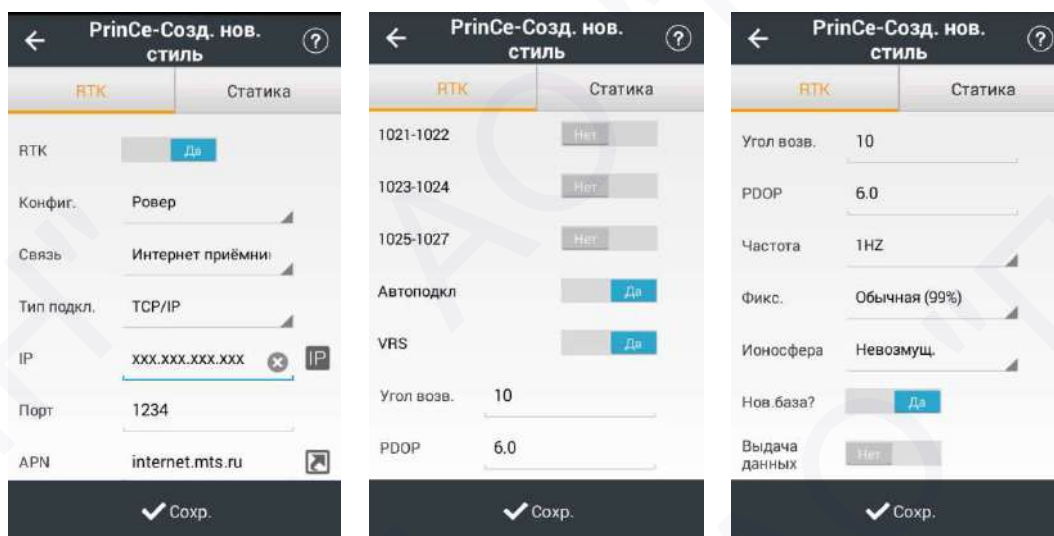 PrinCe-Созд. нов.
стиль
RTK Статика
RTK Да
Конфиг. Ровер
Связь Интернет приёмни
Тип подкл. TCP/IP
IP xxx.xxx.xxx.xxx IP
Порт 1234
APN internet.mts.ru
Сохр.
PrinCe-Созд. нов.
стиль
RTK Статика
1021-1022 Нет
1023-1024 Нет
1025-1027 Нет
Автоподкл Да
VRS Да
Угол возв. 10
PDOP 6.0
Сохр.
PrinCe-Созд. нов.
стиль
RTK Статика
Угол возв. 10
PDOP 6.0
Частота 1HZ
Фикс. Обычная (99%)
Ионосфера Невозмущ.
Нов.база? Да
Выдача
данных Нет
Сохр.